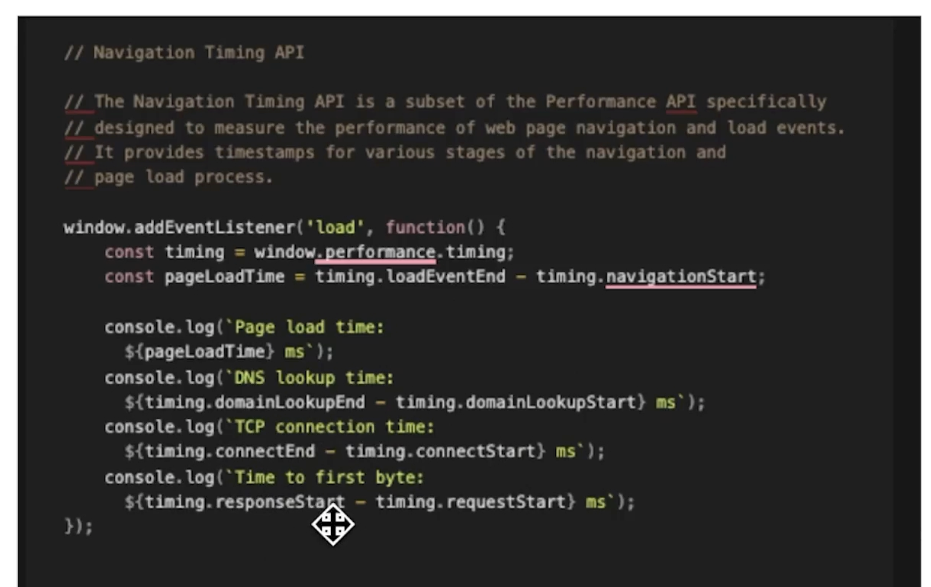 // Navigation Timing API
// The Navigation Timing API is a subset of the Performance API specifically
// designed to measure the performance of web page navigation and load events.
// It provides timestamps for various stages of the navigation and
// page load process.
window.addEventListener('load', function() {
    const timing = window.performance.timing;
    const pageLoadTime = timing.loadEventEnd - timing.navigationStart;
    console.log(`Page load time:
      ${pageLoadTime} ms`);
    console.log(`DNS lookup time:
      ${timing.domainLookupEnd - timing.domainLookupStart} ms`);
    console.log(`TCP connection time:
      ${timing.connectEnd - timing.connectStart} ms`);
    console.log(`Time to first byte:
      ${timing.responseStart - timing.requestStart} ms`);
});